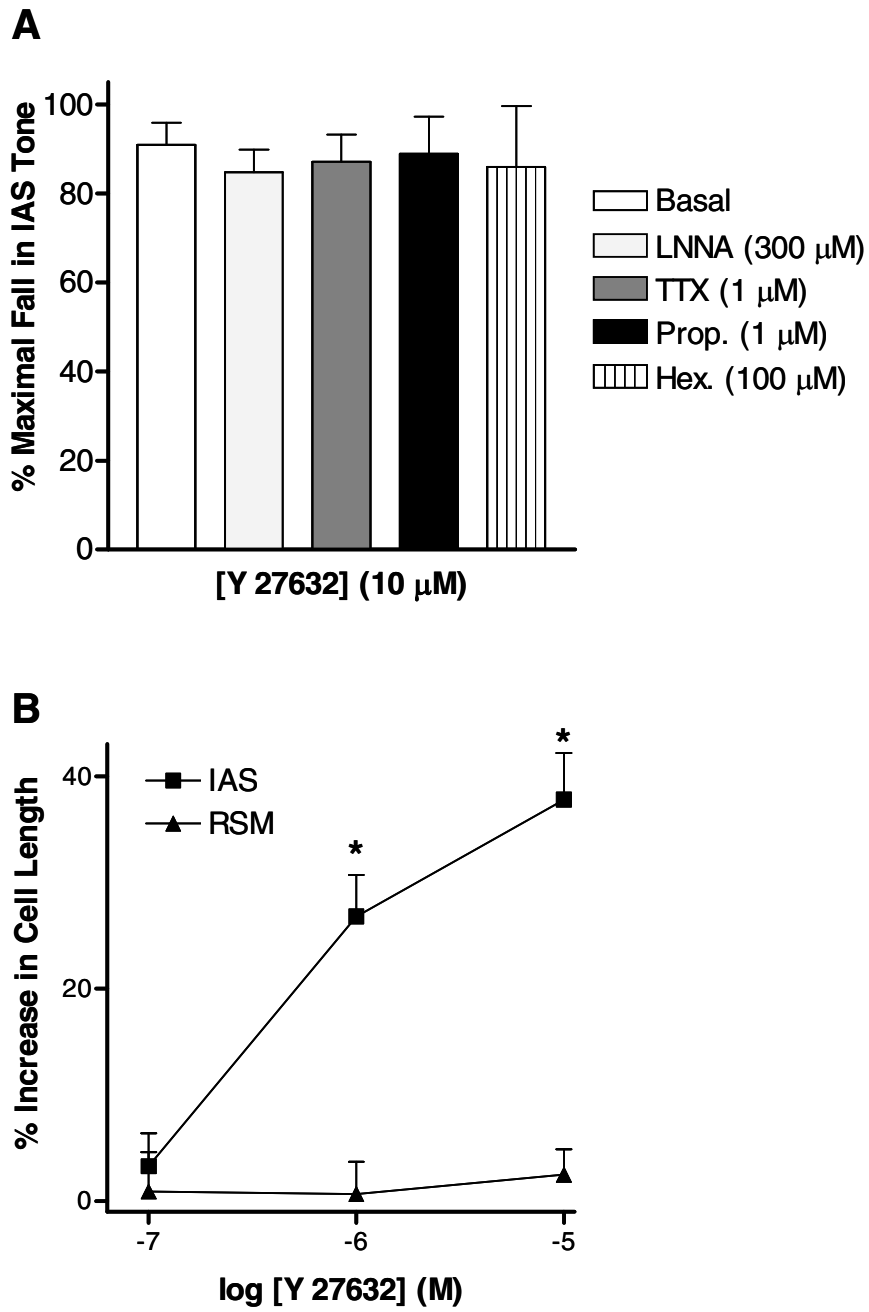 A
% Maximal Fall in IAS Tone
100
80
60
40
20
0
[Y 27632] (10 μM)
Basal
LNNA (300 μM)
TTX (1 μM)
Prop. (1 μM)
Hex. (100 μM)
B
% Increase in Cell Length
40
20
0
IAS
RSM
*
*
-7
-6
-5
log [Y 27632] (M)